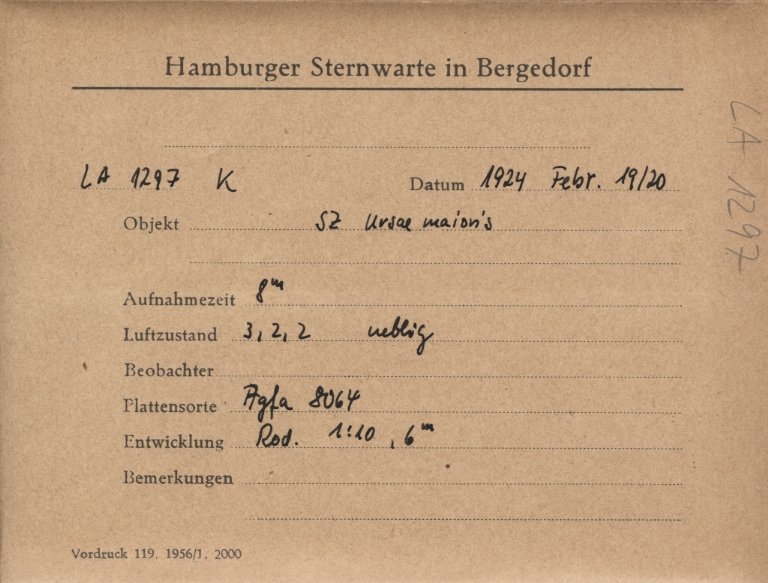 Hamburger Sternwarte in Bergedorf
LA 1297 K Datum 1924 Febr. 19/20
Objekt SZ Ursae maioris
Aufnahmezeit 8m
Luftzustand 3, 2, 2 neblig
Beobachter
Plattensorte Agfa 8064
Entwicklung Rod. 1:10, 6m
Bemerkungen
Vordruck 119. 1956/1. 2000
LA 1297